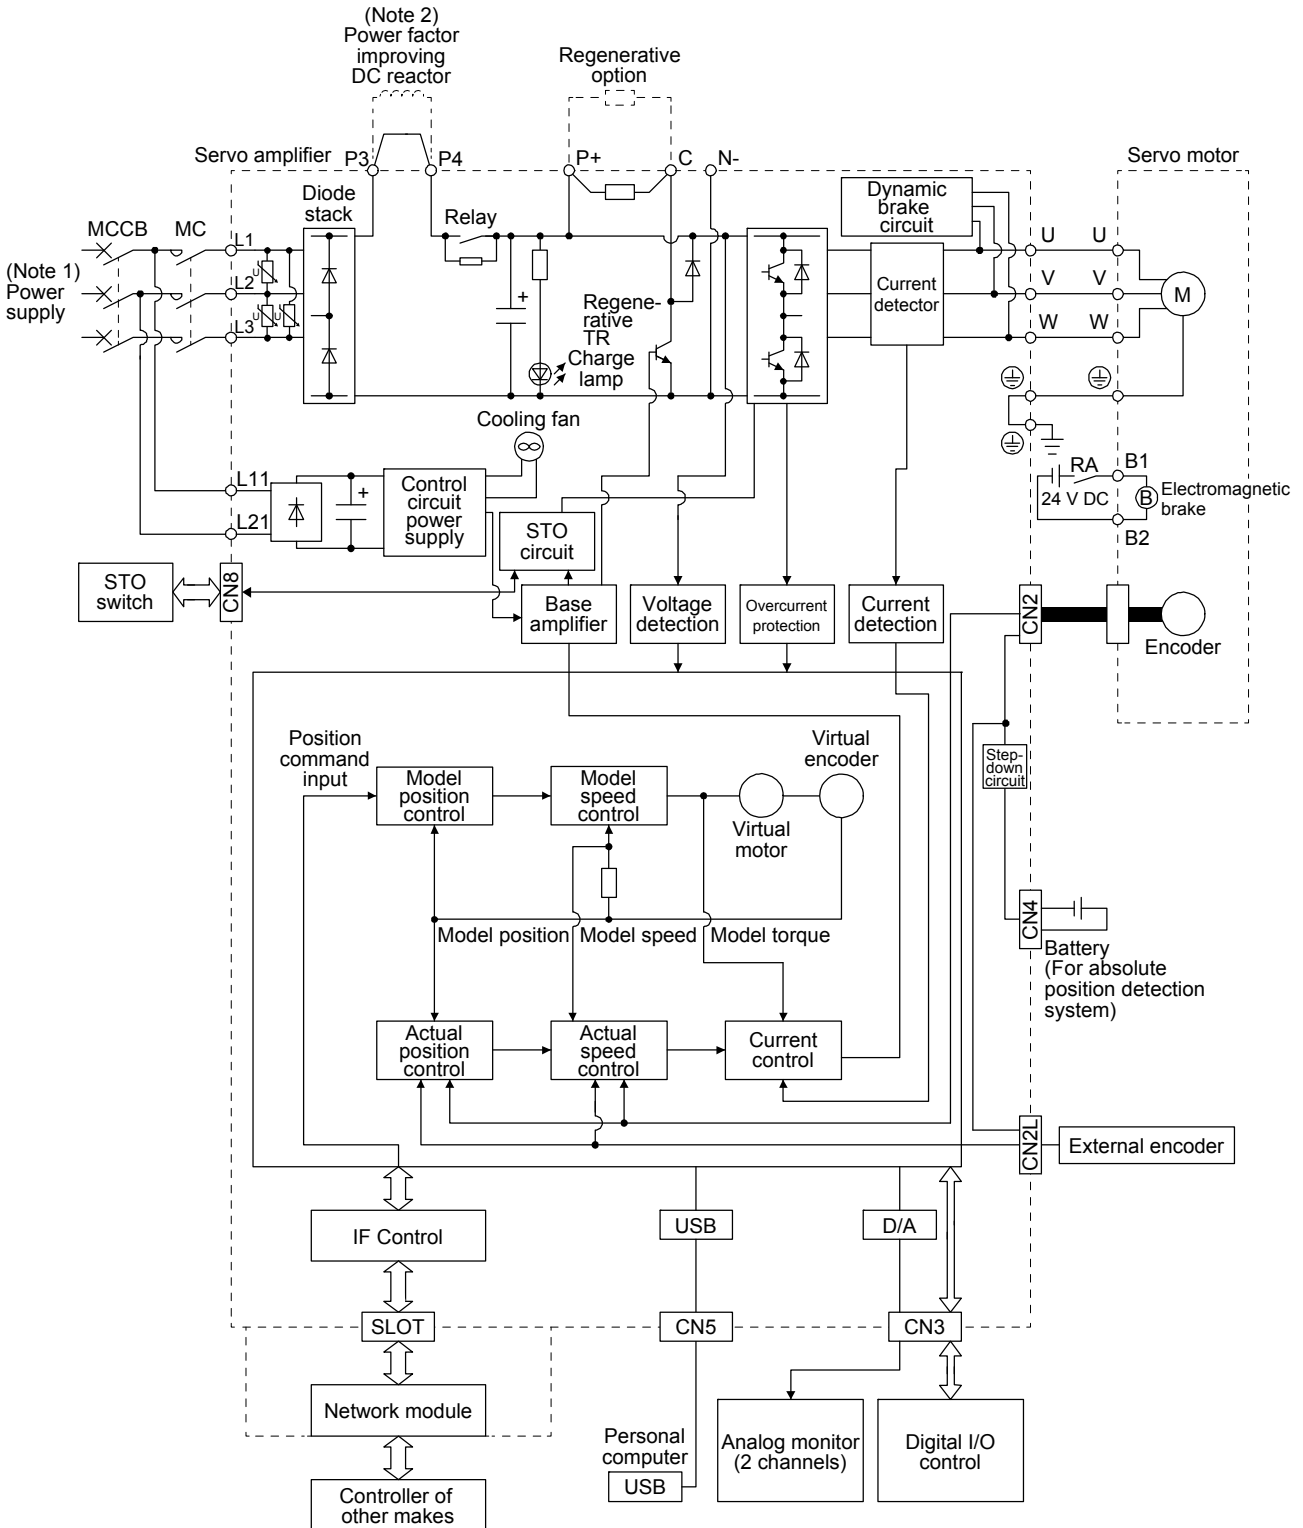 (Note 2)
Power factor
improving
DC reactor
Regenerative
option
Servo amplifier
P3
P4
P+
C
N-
Servo motor
Diode
stack
Relay
Dynamic
brake
circuit
MCCB
MC
L1
L2
L3
(Note 1)
Power
supply
U
U
U
+
Regene-
rative
TR
Charge
lamp
Current
detector
U
U
V
V
W
W
M
Cooling fan
L11
L21
+
Control
circuit
power
supply
STO
circuit
RA
24 V DC
B1
B
B2
Electromagnetic
brake
STO
switch
CN8
Base
amplifier
Voltage
detection
Overcurrent
protection
Current
detection
CN2
Encoder
Position
command
input
Model
position
control
Model
speed
control
Virtual
encoder
Virtual
motor
Step-
down
circuit
Model position
Model speed
Model torque
CN4
Battery
(For absolute
position detection
system)
Actual
position
control
Actual
speed
control
Current
control
CN2L
External encoder
IF Control
USB
D/A
SLOT
CN5
CN3
Network module
Personal
computer
USB
Analog monitor
(2 channels)
Digital I/O
control
Controller of
other makes